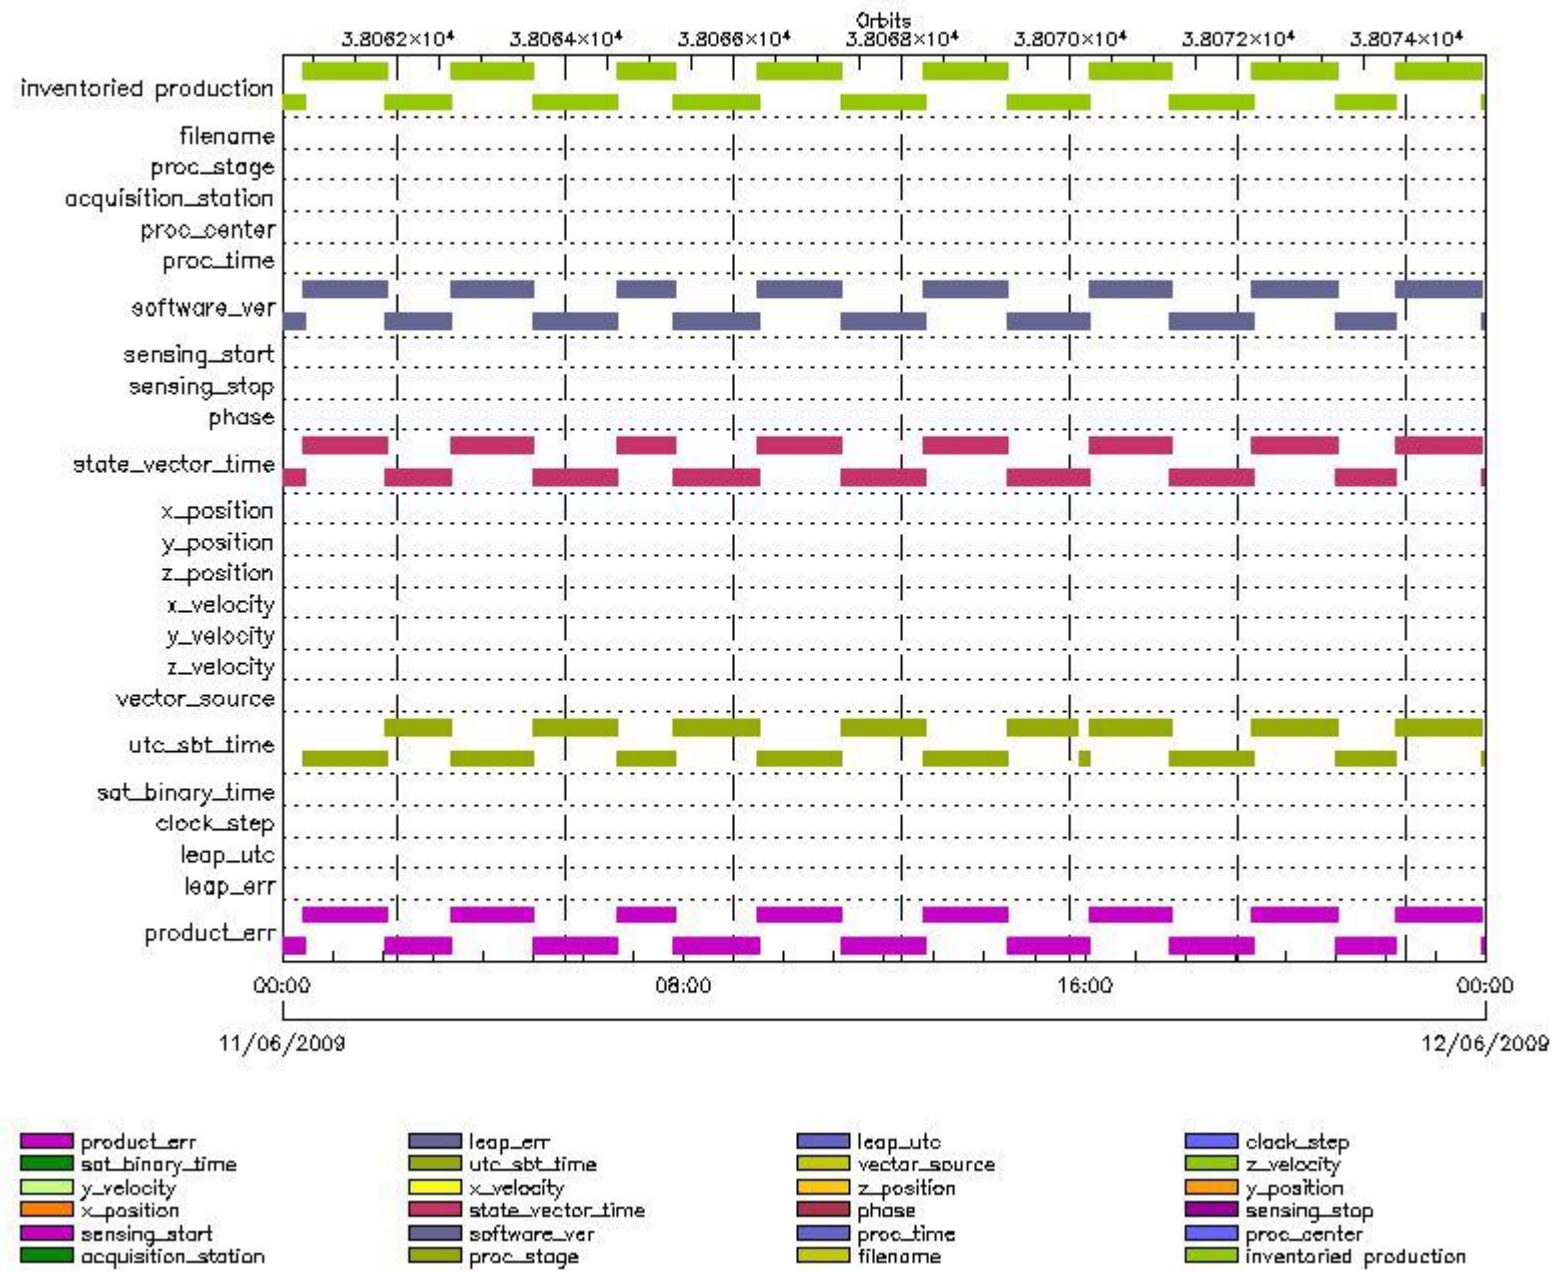 Orbits
3.8062×10⁴ 3.8064×10⁴ 3.8066×10⁴ 3.8068×10⁴ 3.8070×10⁴ 3.8072×10⁴ 3.8074×10⁴
inventoried production
filename
proc_stage
acquisition_station
proc_center
proc_time
software_ver
sensing_start
sensing_stop
phase
state_vector_time
x_position
y_position
z_position
x_velocity
y_velocity
z_velocity
vector_source
utc_sbt_time
sat_binary_time
clock_step
leap_utc
leap_err
product_err
00:00 08:00 16:00 00:00
11/06/2009 12/06/2009
product_err leap_err leap_utc clock_step
sat_binary_time utc_sbt_time vector_source z_velocity
y_velocity x_velocity z_position y_position
x_position state_vector_time phase sensing_stop
sensing_start software_ver proc_time proc_center
acquisition_station proc_stage filename inventoried production